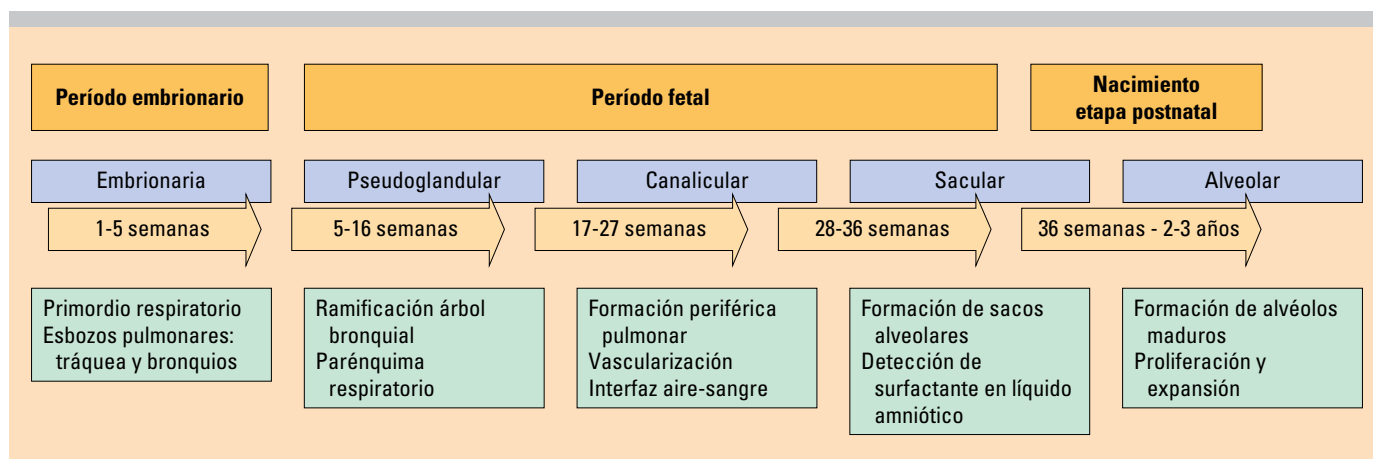 Período embrionario
Período fetal
Nacimiento
etapa postnatal
Embrionaria
Pseudoglandular
Canalicular
Sacular
Alveolar
1-5 semanas
5-16 semanas
17-27 semanas
28-36 semanas
36 semanas - 2-3 años
Primordio respiratorio
Esbozos pulmonares:
tráquea y bronquios
Ramificación árbol
bronquial
Parénquima
respiratorio
Formación periférica
pulmonar
Vascularización
Interfaz aire-sangre
Formación de sacos
alveolares
Detección de
surfactante en líquido
amniótico
Formación de alvéolos
maduros
Proliferación y
expansión